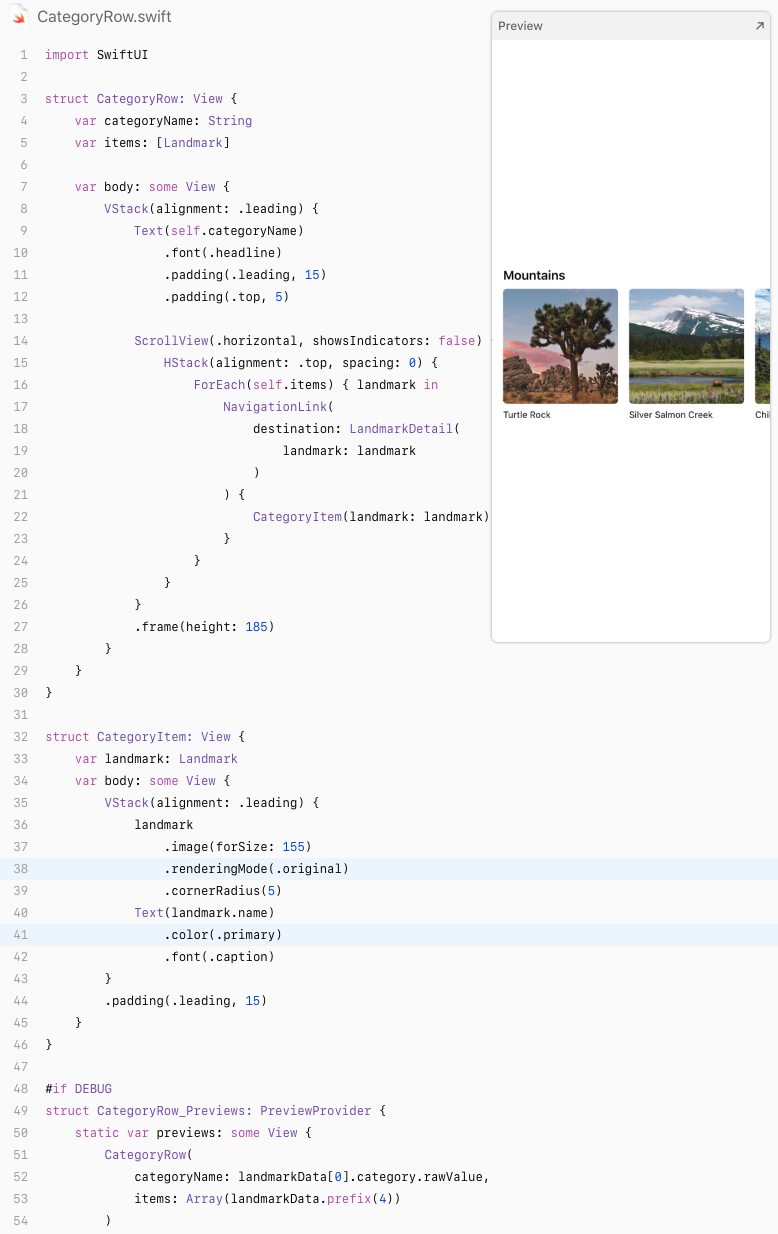 CategoryRow.swift
1 import SwiftUI
2
3 struct CategoryRow: View {
4     var categoryName: String
5     var items: [Landmark]
6
7     var body: some View {
8         VStack(alignment: .leading) {
9             Text(self.categoryName)
10                 .font(.headline)
11                 .padding(.leading, 15)
12                 .padding(.top, 5)
13
14             ScrollView(.horizontal, showsIndicators: false)
15                 HStack(alignment: .top, spacing: 0) {
16                     ForEach(self.items) { landmark in
17                         NavigationLink(
18                             destination: LandmarkDetail(
19                                 landmark: landmark
20                             )
21                         ) {
22                             CategoryItem(landmark: landmark)
23                         }
24                     }
25                 }
26             }
27             .frame(height: 185)
28         }
29     }
30 }
31
32 struct CategoryItem: View {
33     var landmark: Landmark
34     var body: some View {
35         VStack(alignment: .leading) {
36             landmark
37                 .image(forSize: 155)
38                 .renderingMode(.original)
39                 .cornerRadius(5)
40             Text(landmark.name)
41                 .color(.primary)
42                 .font(.caption)
43         }
44         .padding(.leading, 15)
45     }
46 }
47
48 #if DEBUG
49 struct CategoryRow_Previews: PreviewProvider {
50     static var previews: some View {
51         CategoryRow(
52             categoryName: landmarkData[0].category.rawValue,
53             items: Array(landmarkData.prefix(4))
54         )
Preview
Mountains
Turtle Rock
Silver Salmon Creek